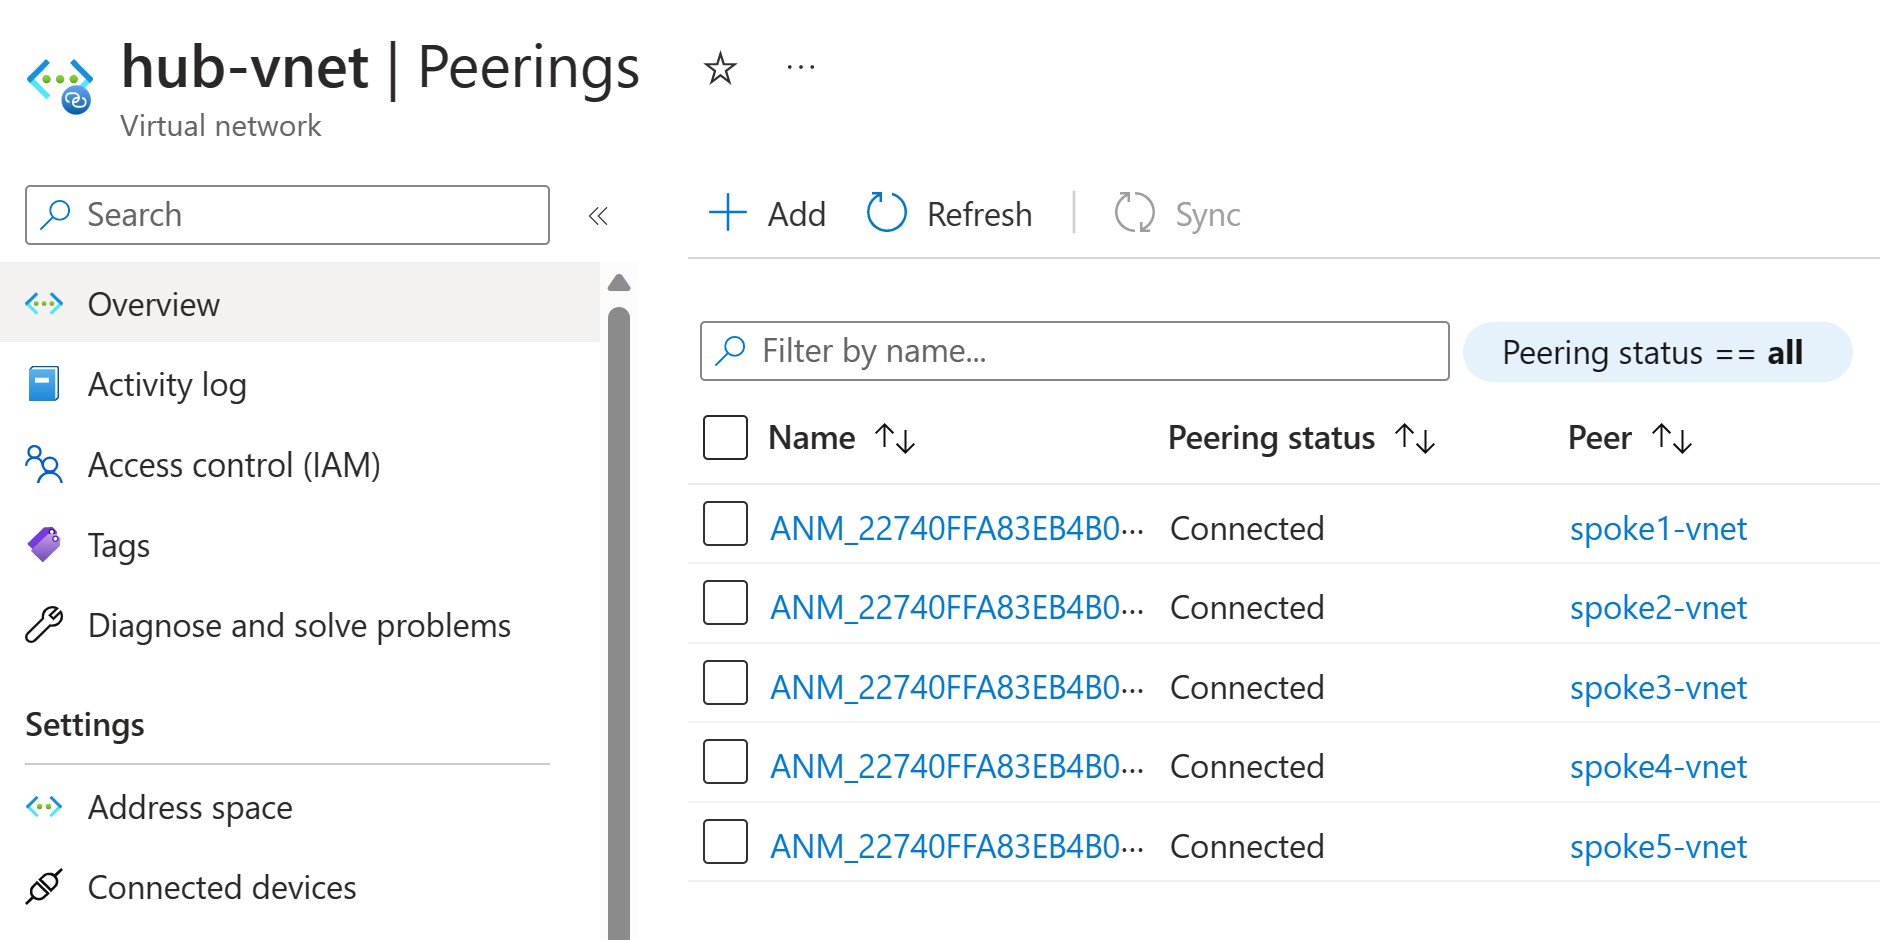 hub-vnet | Peerings
Virtual network
Search
Overview
Activity log
Access control (IAM)
Tags
Diagnose and solve problems
Settings
Address space
Connected devices
Add Refresh Sync
Filter by name...
Peering status == all
Name Peering status Peer
ANM_22740FFA83EB4B0... Connected spoke1-vnet
ANM_22740FFA83EB4B0... Connected spoke2-vnet
ANM_22740FFA83EB4B0... Connected spoke3-vnet
ANM_22740FFA83EB4B0... Connected spoke4-vnet
ANM_22740FFA83EB4B0... Connected spoke5-vnet